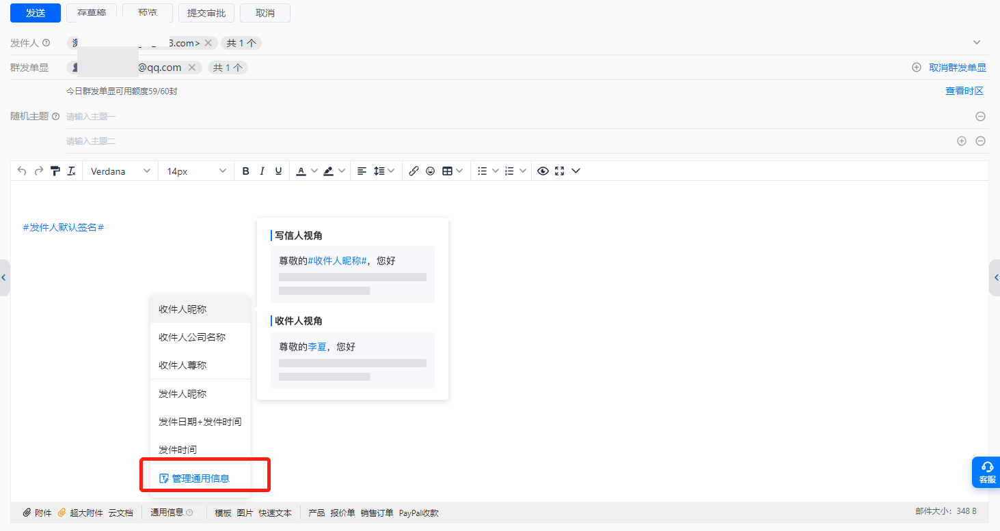 发送 存草稿 预览 提交审批 取消
发件人 3.com> 共 1 个
群发单显 @qq.com 共 1 个 取消群发单显
今日群发单显可用额度59/60封 查看时区
随机主题 请输入主题一
请输入主题二
Verdana 14px B I U A
#发件人默认签名#
写信人视角
尊敬的#收件人昵称#，您好
收件人视角
尊敬的李夏，您好
收件人昵称
收件人公司名称
收件人尊称
发件人昵称
发件日期+发件时间
发件时间
管理通用信息
客服
附件 超大附件 云文档 通用信息 模板 图片 快速文本 产品 报价单 销售订单 PayPal收款 邮件大小：348 B